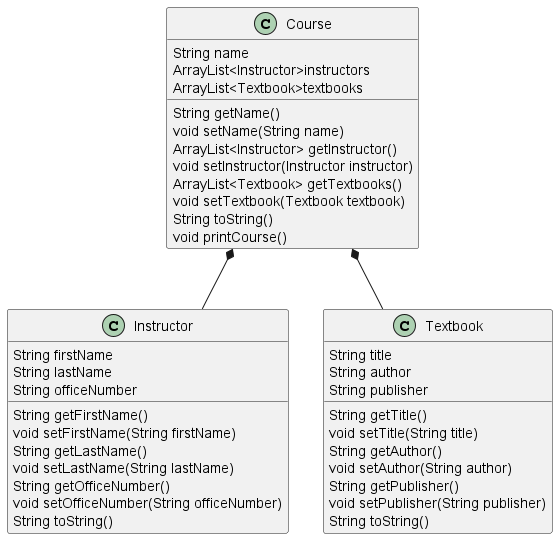 C Course
String name
ArrayList<Instructor>instructors
ArrayList<Textbook>textbooks
String getName()
void setName(String name)
ArrayList<Instructor> getInstructor()
void setInstructor(Instructor instructor)
ArrayList<Textbook> getTextbooks()
void setTextbook(Textbook textbook)
String toString()
void printCourse()
C Instructor
String firstName
String lastName
String officeNumber
String getFirstName()
void setFirstName(String firstName)
String getLastName()
void setLastName(String lastName)
String getOfficeNumber()
void setOfficeNumber(String officeNumber)
String toString()
C Textbook
String title
String author
String publisher
String getTitle()
void setTitle(String title)
String getAuthor()
void setAuthor(String author)
String getPublisher()
void setPublisher(String publisher)
String toString()